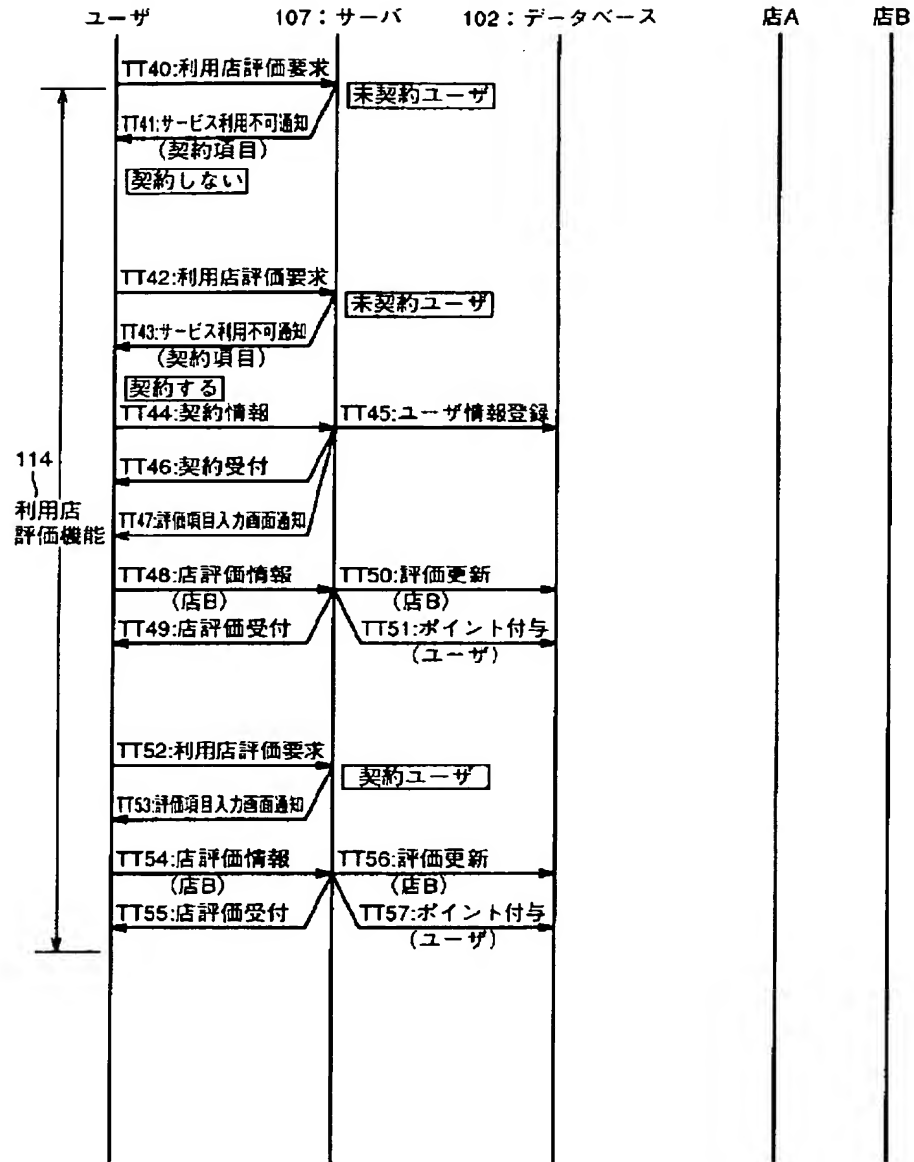 ユーザ 107：サーバ 102：データベース 店A 店B
TT40:利用店評価要求
未契約ユーザ
TT41:サービス利用不可通知
(契約項目)
契約しない
TT42:利用店評価要求
未契約ユーザ
TT43:サービス利用不可通知
(契約項目)
契約する
TT44:契約情報 TT45:ユーザ情報登録
114
TT46:契約受付
利用店
評価機能
TT47:評価項目入力画面通知
TT48:店評価情報 TT50:評価更新
(店B) (店B)
TT49:店評価受付 TT51:ポイント付与
(ユーザ)
TT52:利用店評価要求
契約ユーザ
TT53:評価項目入力画面通知
TT54:店評価情報 TT56:評価更新
(店B) (店B)
TT55:店評価受付 TT57:ポイント付与
(ユーザ)